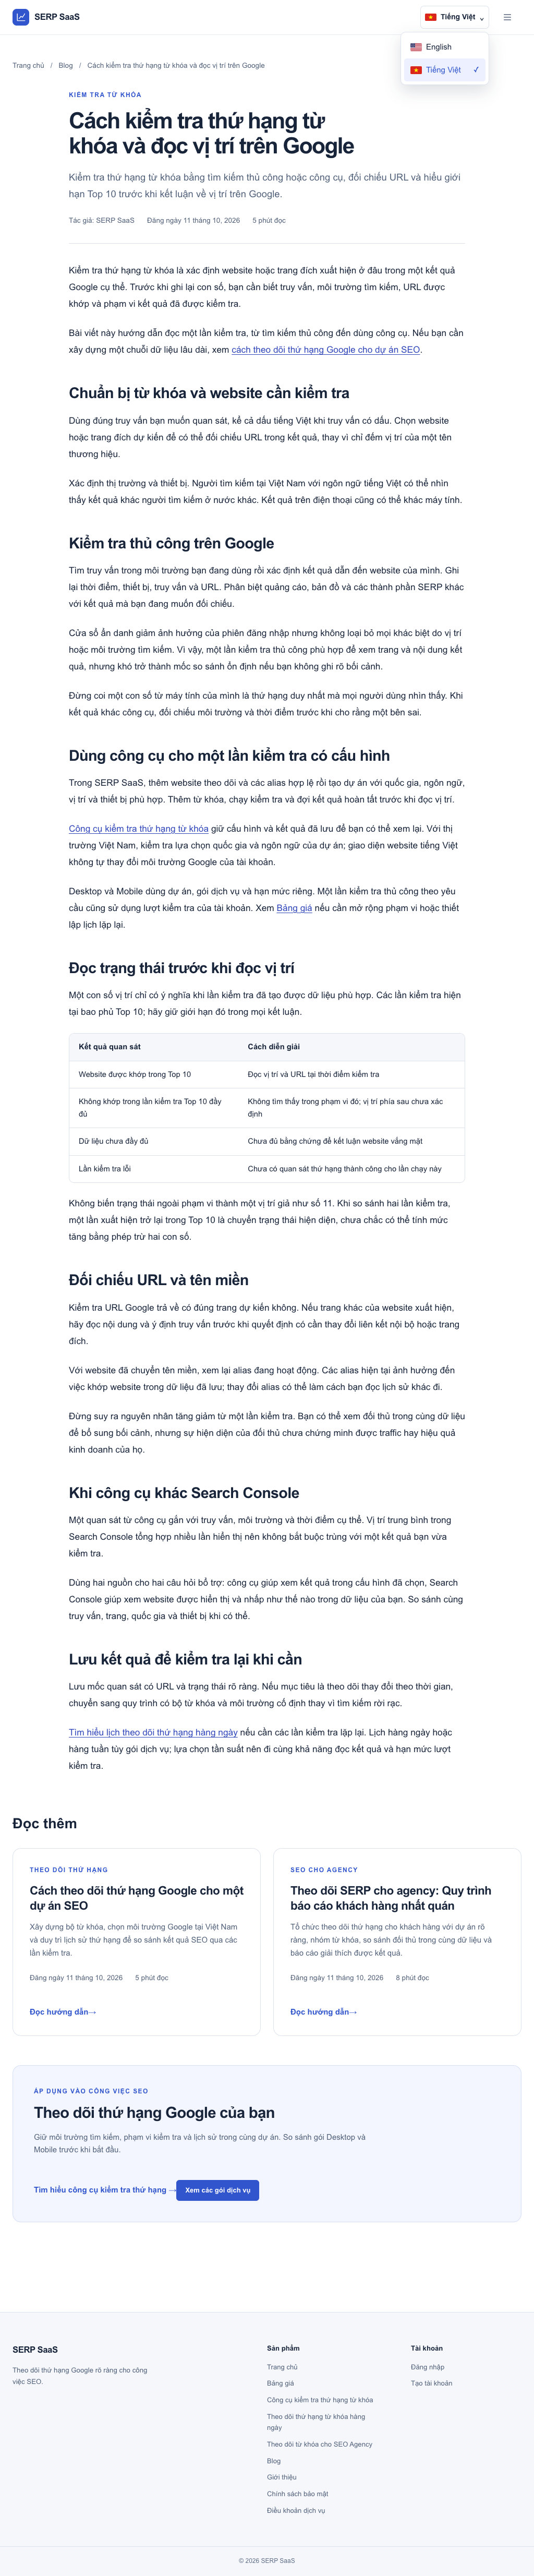 SERP SaaS
Tiếng Việt
English
Tiếng Việt ✓
Trang chủ / Blog / Cách kiểm tra thứ hạng từ khóa và đọc vị trí trên Google
KIỂM TRA TỪ KHÓA
Cách kiểm tra thứ hạng từ
khóa và đọc vị trí trên Google
Kiểm tra thứ hạng từ khóa bằng tìm kiếm thủ công hoặc công cụ, đối chiếu URL và hiểu giới
hạn Top 10 trước khi kết luận về vị trí trên Google.
Tác giả: SERP SaaS Đăng ngày 11 tháng 10, 2026 5 phút đọc
Kiểm tra thứ hạng từ khóa là xác định website hoặc trang đích xuất hiện ở đâu trong một kết quả
Google cụ thể. Trước khi ghi lại con số, bạn cần biết truy vấn, môi trường tìm kiếm, URL được
khớp và phạm vi kết quả đã được kiểm tra.
Bài viết này hướng dẫn đọc một lần kiểm tra, từ tìm kiếm thủ công đến dùng công cụ. Nếu bạn cần
xây dựng một chuỗi dữ liệu lâu dài, xem cách theo dõi thứ hạng Google cho dự án SEO.
Chuẩn bị từ khóa và website cần kiểm tra
Dùng đúng truy vấn bạn muốn quan sát, kể cả dấu tiếng Việt khi truy vấn có dấu. Chọn website
hoặc trang đích dự kiến để có thể đối chiếu URL trong kết quả, thay vì chỉ đếm vị trí của một tên
thương hiệu.
Xác định thị trường và thiết bị. Người tìm kiếm tại Việt Nam với ngôn ngữ tiếng Việt có thể nhìn
thấy kết quả khác người tìm kiếm ở nước khác. Kết quả trên điện thoại cũng có thể khác máy tính.
Kiểm tra thủ công trên Google
Tìm truy vấn trong môi trường bạn đang dùng rồi xác định kết quả dẫn đến website của mình. Ghi
lại thời điểm, thiết bị, truy vấn và URL. Phân biệt quảng cáo, bản đồ và các thành phần SERP khác
với kết quả mà bạn đang muốn đối chiếu.
Cửa sổ ẩn danh giảm ảnh hưởng của phiên đăng nhập nhưng không loại bỏ mọi khác biệt do vị trí
hoặc môi trường tìm kiếm. Vì vậy, một lần kiểm tra thủ công phù hợp để xem trang và nội dung kết
quả, nhưng khó trở thành mốc so sánh ổn định nếu bạn không ghi rõ bối cảnh.
Đừng coi một con số từ máy tính của mình là thứ hạng duy nhất mà mọi người dùng nhìn thấy. Khi
kết quả khác công cụ, đối chiếu môi trường và thời điểm trước khi cho rằng một bên sai.
Dùng công cụ cho một lần kiểm tra có cấu hình
Trong SERP SaaS, thêm website theo dõi và các alias hợp lệ rồi tạo dự án với quốc gia, ngôn ngữ,
vị trí và thiết bị phù hợp. Thêm từ khóa, chạy kiểm tra và đợi kết quả hoàn tất trước khi đọc vị trí.
Công cụ kiểm tra thứ hạng từ khóa giữ cấu hình và kết quả đã lưu để bạn có thể xem lại. Với thị
trường Việt Nam, kiểm tra lựa chọn quốc gia và ngôn ngữ của dự án; giao diện website tiếng Việt
không tự thay đổi môi trường Google của tài khoản.
Desktop và Mobile dùng dự án, gói dịch vụ và hạn mức riêng. Một lần kiểm tra thủ công theo yêu
cầu cũng sử dụng lượt kiểm tra của tài khoản. Xem Bảng giá nếu cần mở rộng phạm vi hoặc thiết
lập lịch lặp lại.
Đọc trạng thái trước khi đọc vị trí
Một con số vị trí chỉ có ý nghĩa khi lần kiểm tra đã tạo được dữ liệu phù hợp. Các lần kiểm tra hiện
tại bao phủ Top 10; hãy giữ giới hạn đó trong mọi kết luận.
Kết quả quan sát Cách diễn giải
Website được khớp trong Top 10 Đọc vị trí và URL tại thời điểm kiểm tra
Không khớp trong lần kiểm tra Top 10 đầy Không tìm thấy trong phạm vi đó; vị trí phía sau chưa xác
đủ định
Dữ liệu chưa đầy đủ Chưa đủ bằng chứng để kết luận website vắng mặt
Lần kiểm tra lỗi Chưa có quan sát thứ hạng thành công cho lần chạy này
Không biến trạng thái ngoài phạm vi thành một vị trí giả như số 11. Khi so sánh hai lần kiểm tra,
một lần xuất hiện trở lại trong Top 10 là chuyển trạng thái hiện diện, chưa chắc có thể tính mức
tăng bằng phép trừ hai con số.
Đối chiếu URL và tên miền
Kiểm tra URL Google trả về có đúng trang dự kiến không. Nếu trang khác của website xuất hiện,
hãy đọc nội dung và ý định truy vấn trước khi quyết định có cần thay đổi liên kết nội bộ hoặc trang
đích.
Với website đã chuyển tên miền, xem lại alias đang hoạt động. Các alias hiện tại ảnh hưởng đến
việc khớp website trong dữ liệu đã lưu; thay đổi alias có thể làm cách bạn đọc lịch sử khác đi.
Đừng suy ra nguyên nhân tăng giảm từ một lần kiểm tra. Bạn có thể xem đối thủ trong cùng dữ liệu
để bổ sung bối cảnh, nhưng sự hiện diện của đối thủ chưa chứng minh được traffic hay hiệu quả
kinh doanh của họ.
Khi công cụ khác Search Console
Một quan sát từ công cụ gắn với truy vấn, môi trường và thời điểm cụ thể. Vị trí trung bình trong
Search Console tổng hợp nhiều lần hiển thị nên không bắt buộc trùng với một kết quả bạn vừa
kiểm tra.
Dùng hai nguồn cho hai câu hỏi bổ trợ: công cụ giúp xem kết quả trong cấu hình đã chọn, Search
Console giúp xem website được hiển thị và nhấp như thế nào trong dữ liệu của bạn. So sánh cùng
truy vấn, trang, quốc gia và thiết bị khi có thể.
Lưu kết quả để kiểm tra lại khi cần
Lưu mốc quan sát có URL và trạng thái rõ ràng. Nếu mục tiêu là theo dõi thay đổi theo thời gian,
chuyển sang quy trình có bộ từ khóa và môi trường cố định thay vì tìm kiếm rời rạc.
Tìm hiểu lịch theo dõi thứ hạng hàng ngày nếu cần các lần kiểm tra lặp lại. Lịch hàng ngày hoặc
hàng tuần tùy gói dịch vụ; lựa chọn tần suất nên đi cùng khả năng đọc kết quả và hạn mức lượt
kiểm tra.
Đọc thêm
THEO DÕI THỨ HẠNG
Cách theo dõi thứ hạng Google cho một
dự án SEO
Xây dựng bộ từ khóa, chọn môi trường Google tại Việt Nam
và duy trì lịch sử thứ hạng để so sánh kết quả SEO qua các
lần kiểm tra.
Đăng ngày 11 tháng 10, 2026 5 phút đọc
Đọc hướng dẫn→
SEO CHO AGENCY
Theo dõi SERP cho agency: Quy trình
báo cáo khách hàng nhất quán
Tổ chức theo dõi thứ hạng cho khách hàng với dự án rõ
ràng, nhóm từ khóa, so sánh đối thủ trong cùng dữ liệu và
báo cáo giải thích được kết quả.
Đăng ngày 11 tháng 10, 2026 8 phút đọc
Đọc hướng dẫn→
ÁP DỤNG VÀO CÔNG VIỆC SEO
Theo dõi thứ hạng Google của bạn
Giữ môi trường tìm kiếm, phạm vi kiểm tra và lịch sử trong cùng dự án. So sánh gói Desktop và
Mobile trước khi bắt đầu.
Tìm hiểu công cụ kiểm tra thứ hạng →
Xem các gói dịch vụ
SERP SaaS
Theo dõi thứ hạng Google rõ ràng cho công
việc SEO.
Sản phẩm
Trang chủ
Bảng giá
Công cụ kiểm tra thứ hạng từ khóa
Theo dõi thứ hạng từ khóa hàng
ngày
Theo dõi từ khóa cho SEO Agency
Blog
Giới thiệu
Chính sách bảo mật
Điều khoản dịch vụ
Tài khoản
Đăng nhập
Tạo tài khoản
© 2026 SERP SaaS